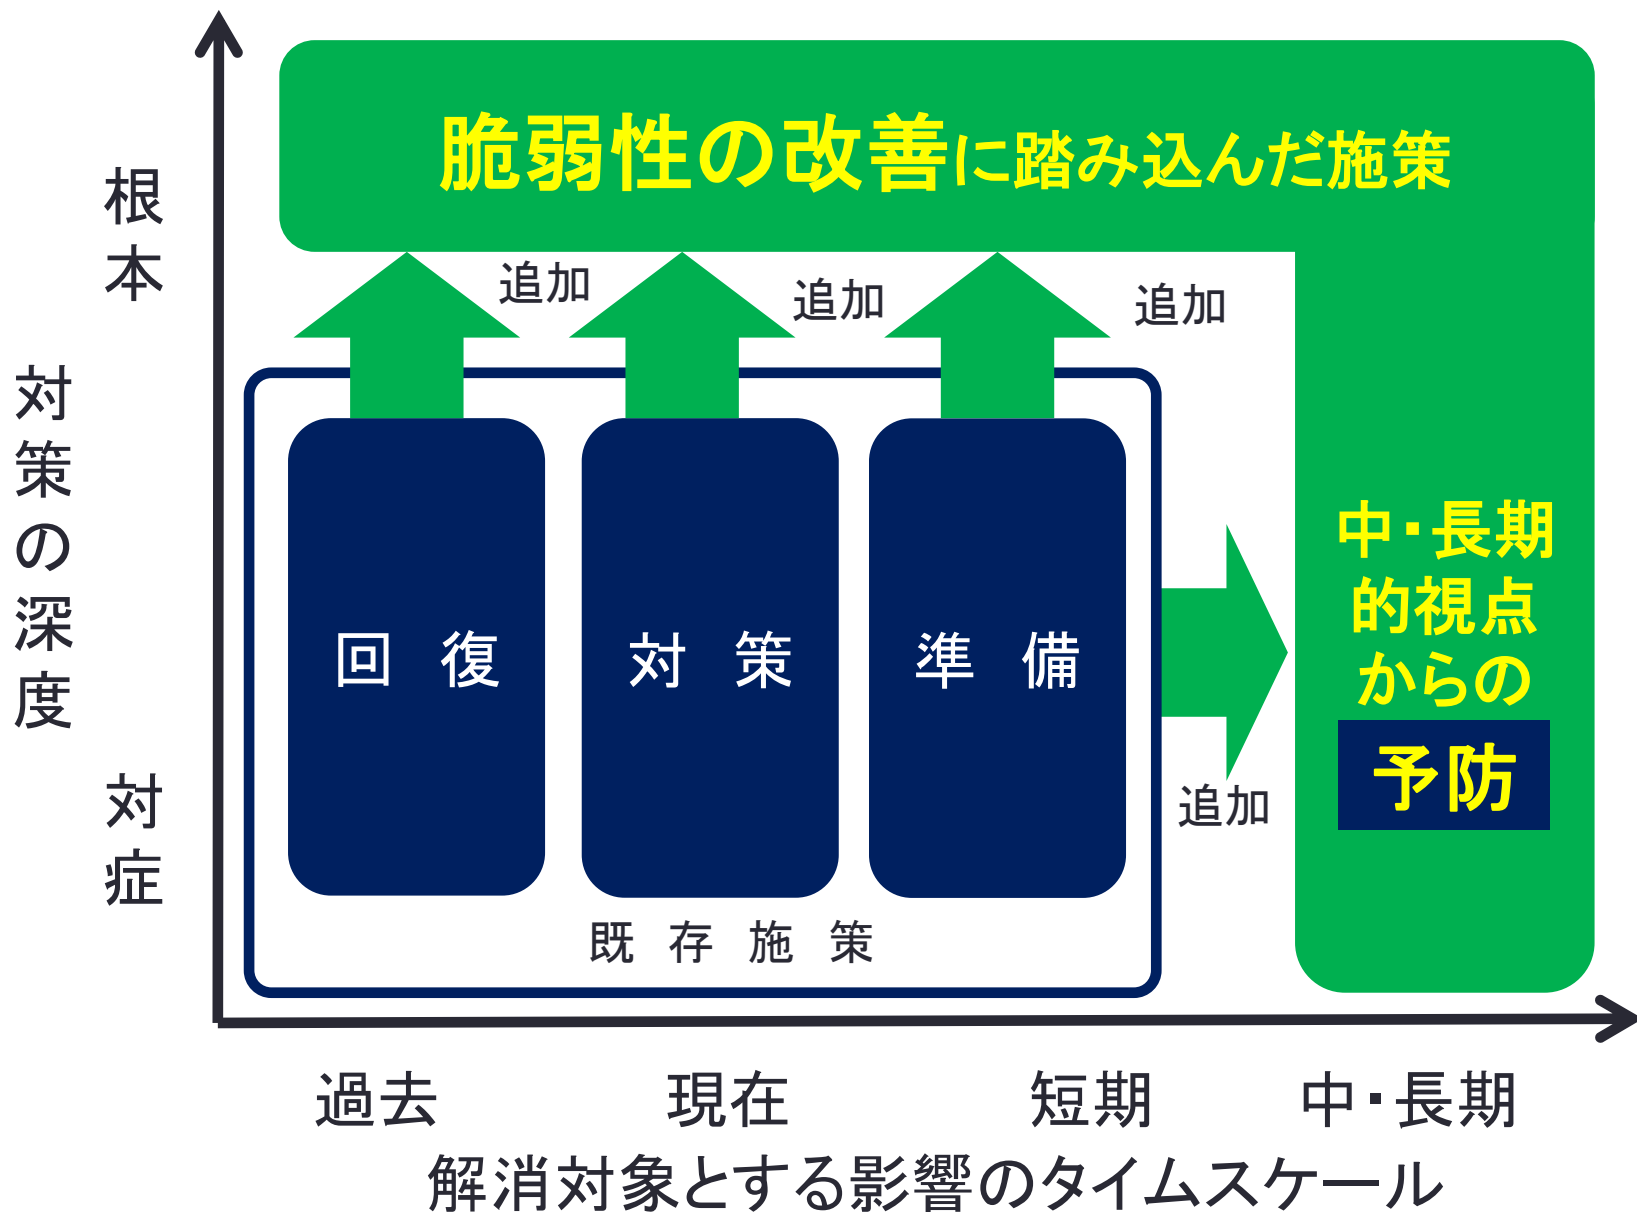 脆弱性の改善に踏み込んだ施策
根本
対策の深度
対症
追加
追加
追加
回 復
対 策
準 備
既 存 施 策
追加
中・長期
的視点
からの
予防
過去
現在
短期
中・長期
解消対象とする影響のタイムスケール